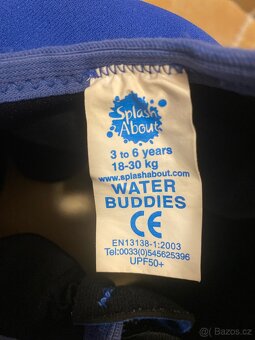 Splash
About
3 to 6 years
18-30 kg
www.splashabout.com
WATER
BUDDIES
CE
EN13138-1:2003
Tel:0033(0)545625396
UPF50+
bazos.cz